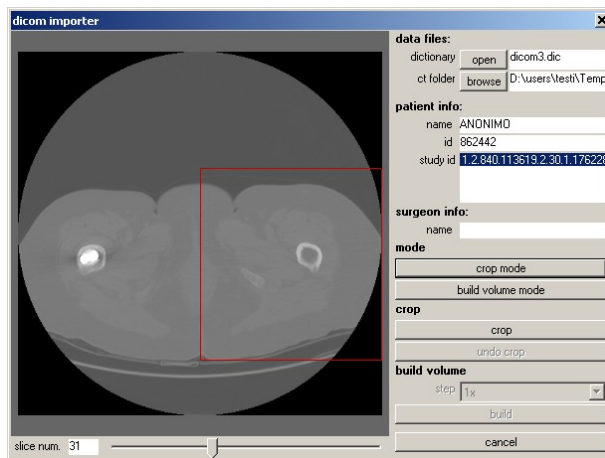 dicom importer
data files:
dictionary open dicom3.dic
ct folder browse D:\users\testi\Temp
patient info:
name ANONIMO
id 862442
study id 1.2.840.113619.2.30.1.176228
surgeon info:
name
mode
crop mode
build volume mode
crop
crop
undo crop
build volume
step 1x
build
cancel
slice num. 31